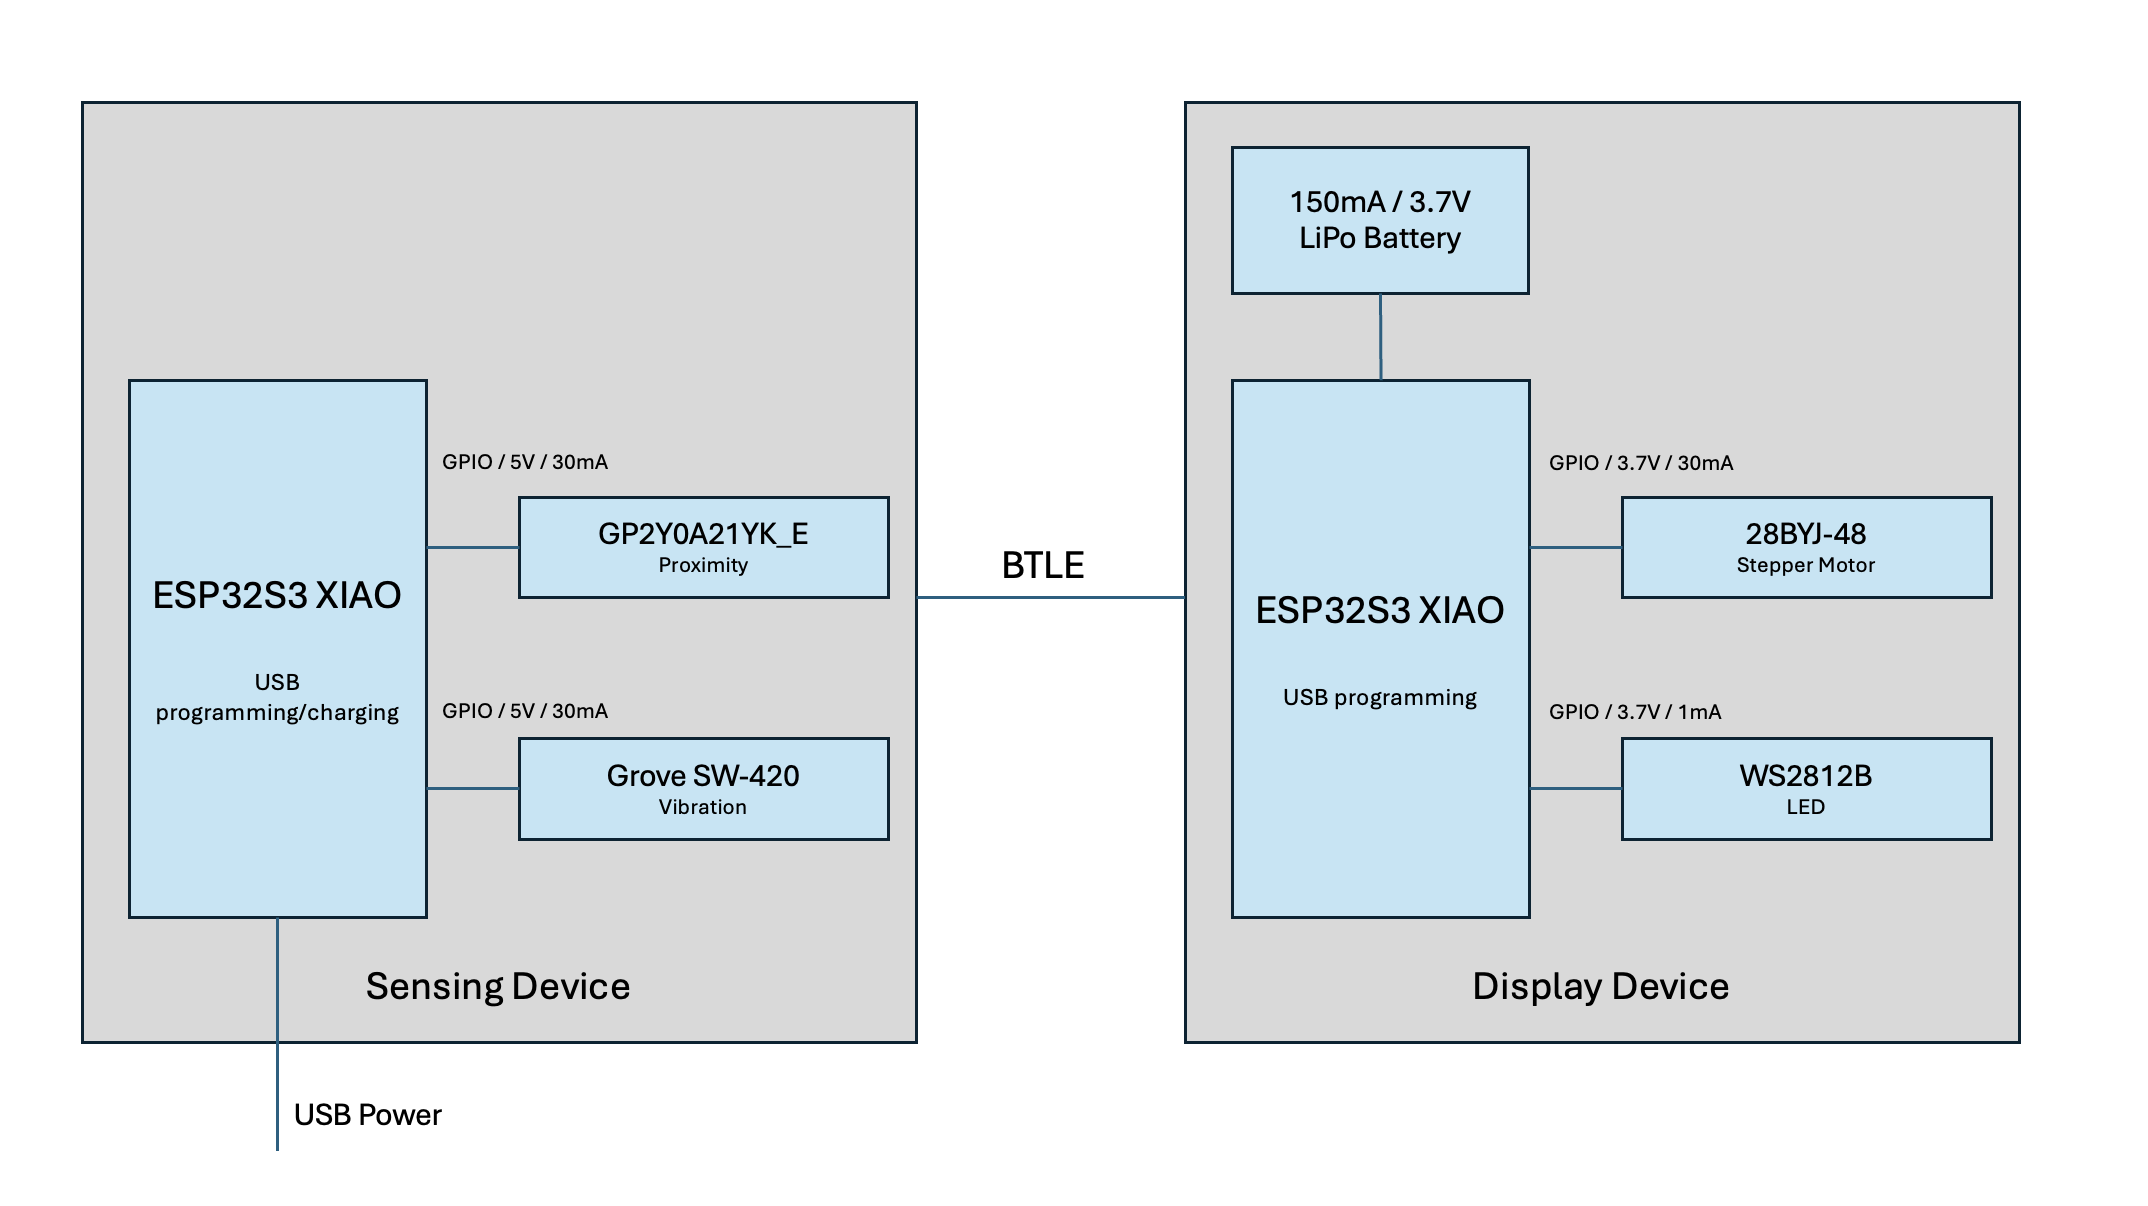 150mA / 3.7V
LiPo Battery
GPIO / 5V / 30mA
GP2Y0A21YK_E
Proximity
ESP32S3 XIAO
USB
programming/charging
GPIO / 5V / 30mA
Grove SW-420
Vibration
Sensing Device
USB Power
BTLE
GPIO / 3.7V / 30mA
28BYJ-48
Stepper Motor
ESP32S3 XIAO
USB programming
GPIO / 3.7V / 1mA
WS2812B
LED
Display Device